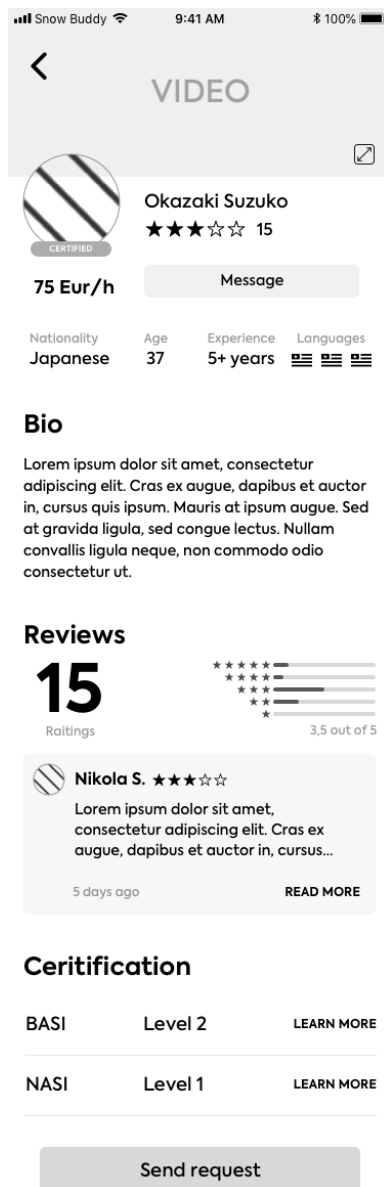 Snow Buddy 9:41 AM 100%
VIDEO
Okazaki Suzuko
15
CERTIFIED
75 Eur/h
Message
Nationality Age Experience Languages
Japanese 37 5+ years
Bio
Lorem ipsum dolor sit amet, consectetur
adipiscing elit. Cras ex augue, dapibus et auctor
in, cursus quis ipsum. Mauris at ipsum augue. Sed
at gravida ligula, sed congue lectus. Nullam
convallis ligula neque, non commodo odio
consectetur ut.
Reviews
15
Raitings
3,5 out of 5
Nikola S.
Lorem ipsum dolor sit amet,
consectetur adipiscing elit. Cras ex
augue, dapibus et auctor in, cursus...
5 days ago READ MORE
Ceritification
BASI Level 2 LEARN MORE
NASI Level 1 LEARN MORE
Send request